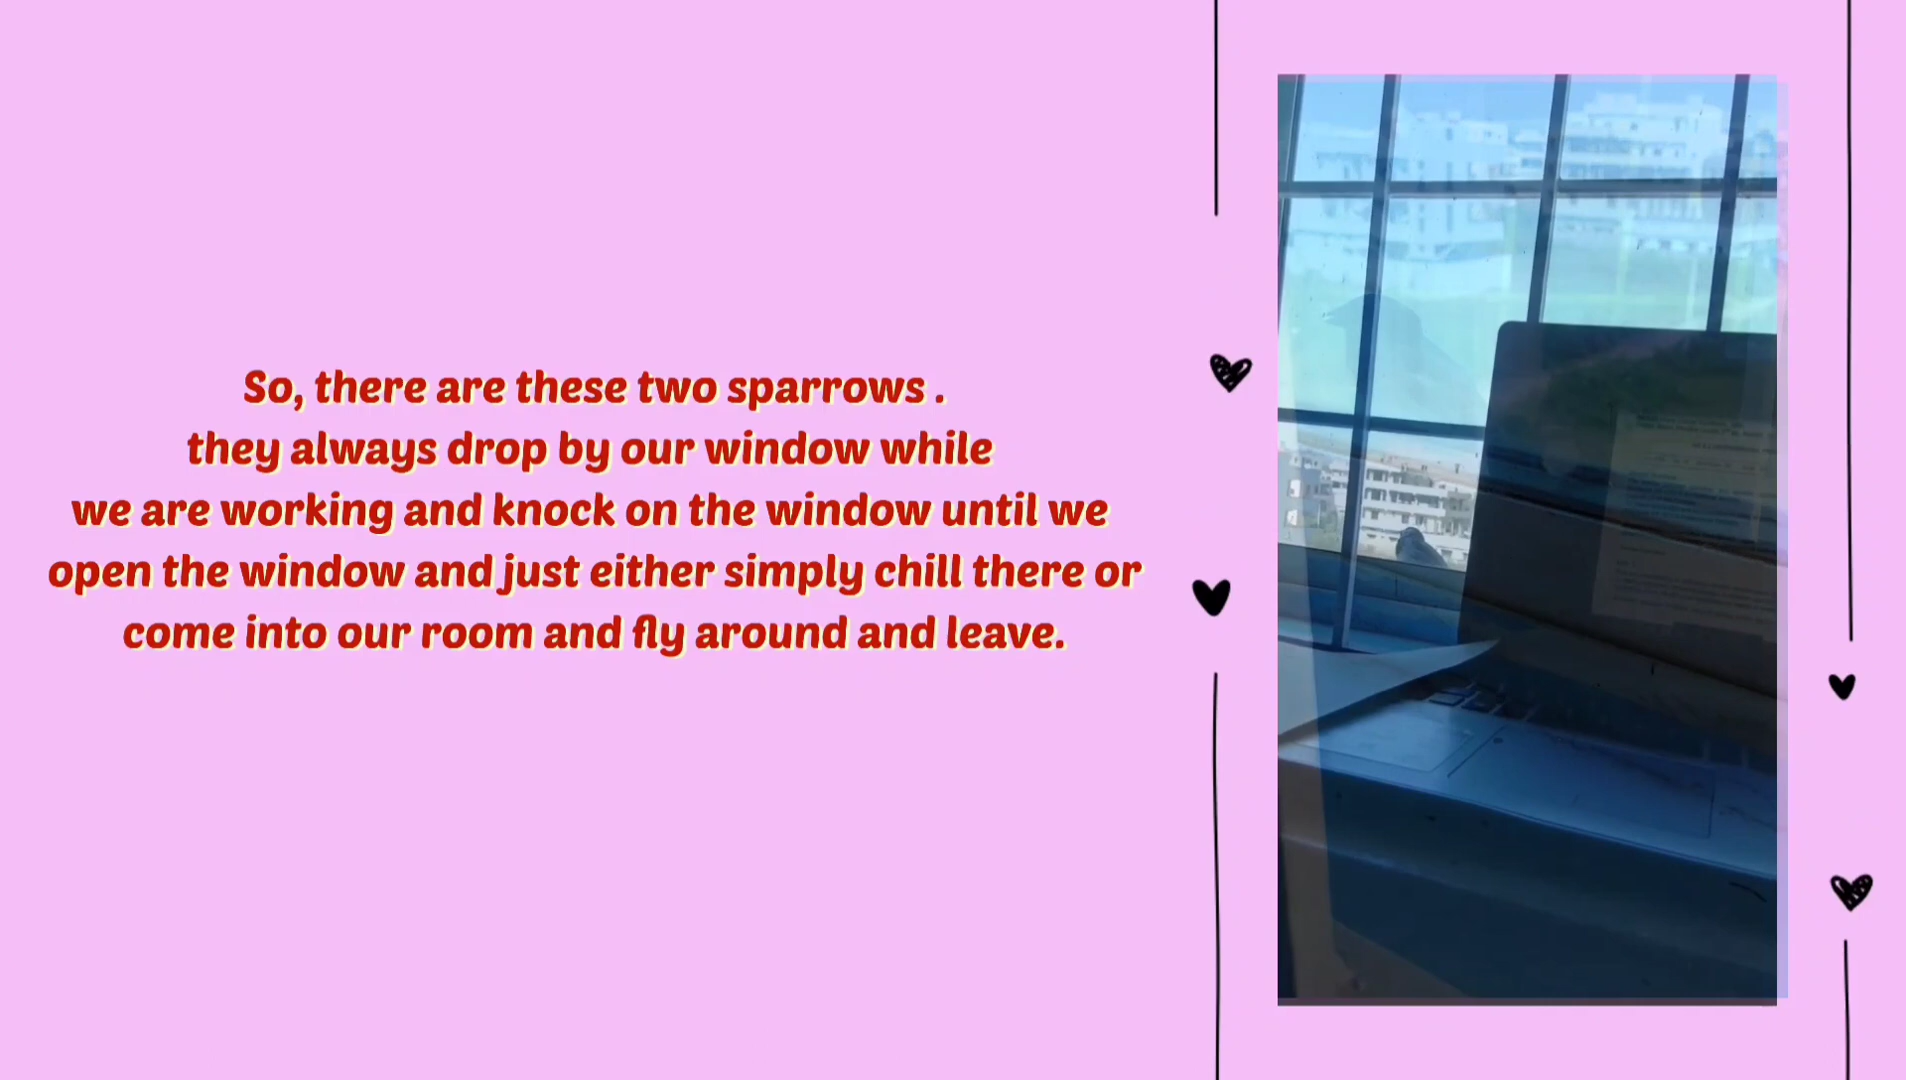 So, there are these two sparrows .
they always drop by our window while
we are working and knock on the window until we
open the window and just either simply chill there or
come into our room and fly around and leave.